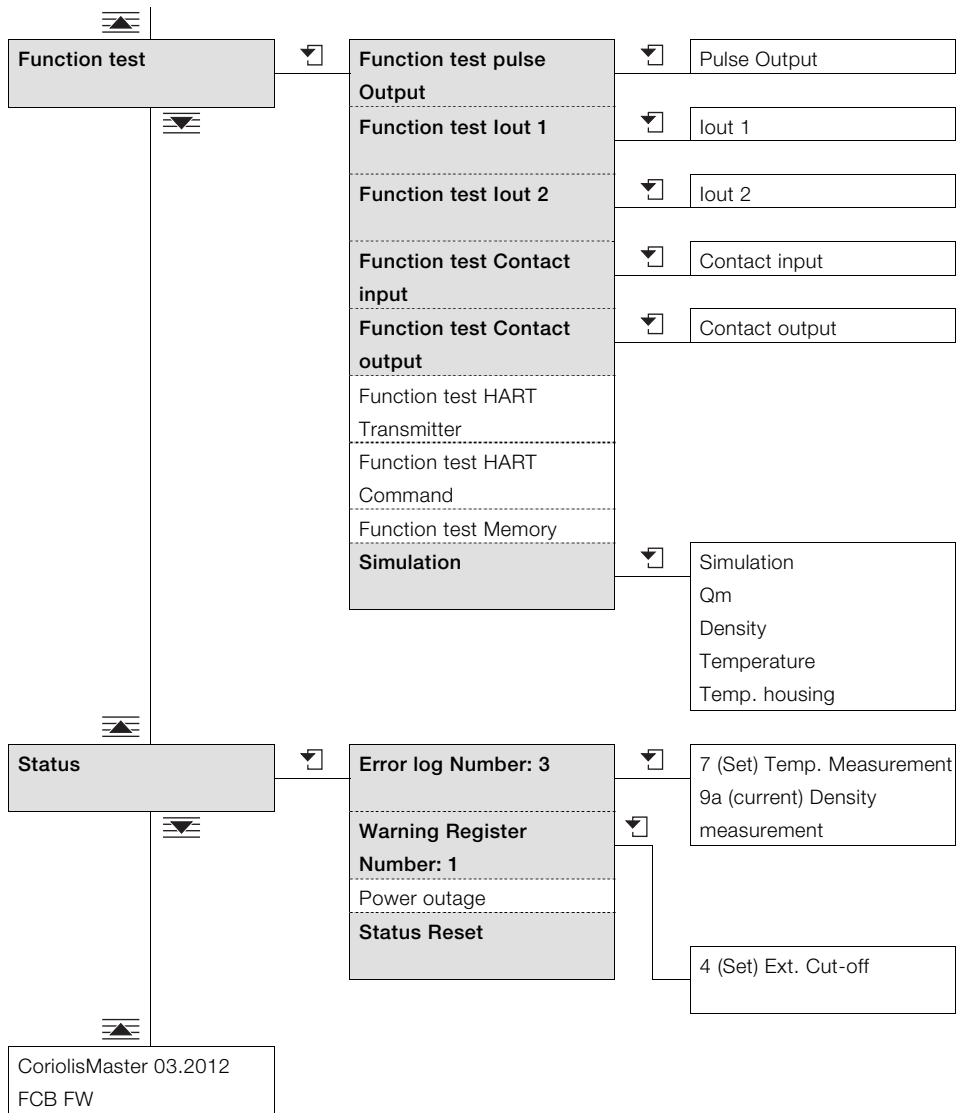 Function test
Function test pulse
Output
Pulse Output
Function test Iout 1
Iout 1
Function test Iout 2
Iout 2
Function test Contact
input
Contact input
Function test Contact
output
Contact output
Function test HART
Transmitter
Function test HART
Command
Function test Memory
Simulation
Simulation
Qm
Density
Temperature
Temp. housing
Status
Error log Number: 3
7 (Set) Temp. Measurement
9a (current) Density
measurement
Warning Register
Number: 1
Power outage
Status Reset
4 (Set) Ext. Cut-off
CoriolisMaster 03.2012
FCB FW